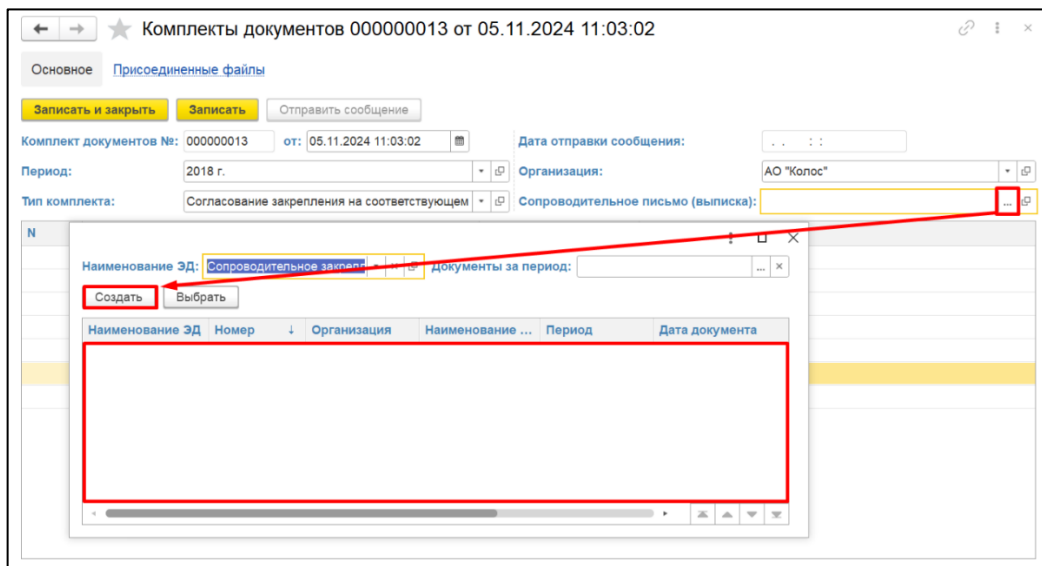 Комплекты документов 000000013 от 05.11.2024 11:03:02
Основное Присоединенные файлы
Записать и закрыть Записать Отправить сообщение
Комплект документов №: 000000013 от: 05.11.2024 11:03:02 Дата отправки сообщения: . . : :
Период: 2018 г. Организация: АО "Колос"
Тип комплекта: Согласование закрепления на соответствующем Сопроводительное письмо (выписка): ...
N
Наименование ЭД: Сопроводительное закрепл Документы за период: ...
Создать Выбрать
Наименование ЭД Номер ↓ Организация Наименование ... Период Дата документа